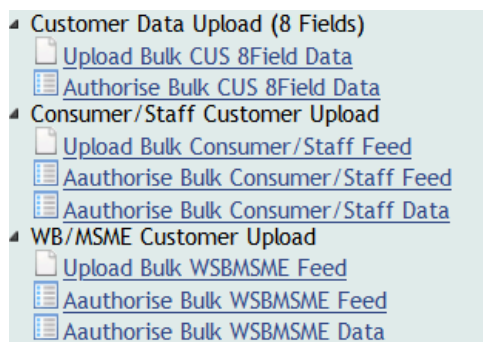 Customer Data Upload (8 Fields)
Upload Bulk CUS 8Field Data
Authorise Bulk CUS 8Field Data
Consumer/Staff Customer Upload
Upload Bulk Consumer/Staff Feed
Aauthorise Bulk Consumer/Staff Feed
Aauthorise Bulk Consumer/Staff Data
WB/MSME Customer Upload
Upload Bulk WSBMSME Feed
Aauthorise Bulk WSBMSME Feed
Aauthorise Bulk WSBMSME Data